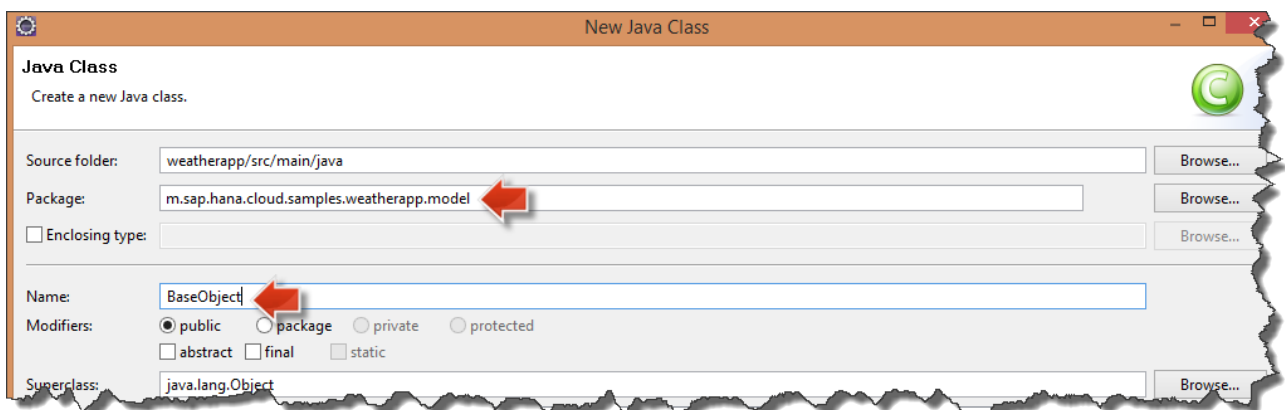 New Java Class
Java Class
Create a new Java class.
C
Source folder: weatherapp/src/main/java Browse...
Package: m.sap.hana.cloud.samples.weatherapp.model Browse...
Enclosing type: Browse...
Name: BaseObject
Modifiers: public package private protected
abstract final static
Superclass: java.lang.Object Browse...